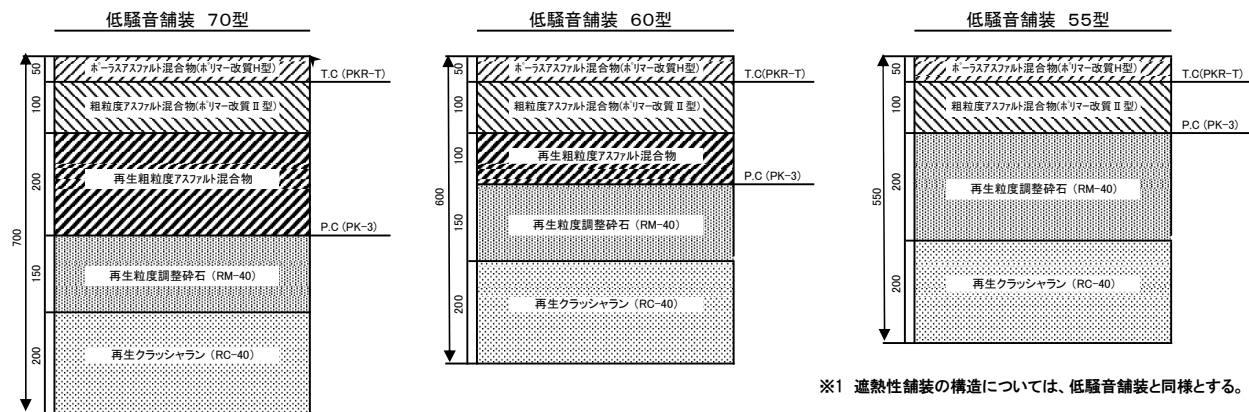 低騒音舗装 70型
50
ポーラスアスファルト混合物(ポリマー改質H型)
T.C (PKR-T)
100
粗粒度アスファルト混合物(ポリマー改質Ⅱ型)
200
再生粗粒度アスファルト混合物
P.C (PK-3)
700
150
再生粒度調整砕石 (RM-40)
200
再生クラッシャラン (RC-40)
低騒音舗装 60型
50
ポーラスアスファルト混合物(ポリマー改質H型)
T.C(PKR-T)
100
粗粒度アスファルト混合物(ポリマー改質Ⅱ型)
100
再生粗粒度アスファルト混合物
P.C (PK-3)
600
150
再生粒度調整砕石 (RM-40)
200
再生クラッシャラン (RC-40)
低騒音舗装 55型
50
ポーラスアスファルト混合物(ポリマー改質H型)
T.C(PKR-T)
100
粗粒度アスファルト混合物(ポリマー改質Ⅱ型)
P.C (PK-3)
550
200
再生粒度調整砕石 (RM-40)
200
再生クラッシャラン (RC-40)
※1 遮熱性舗装の構造については、低騒音舗装と同様とする。